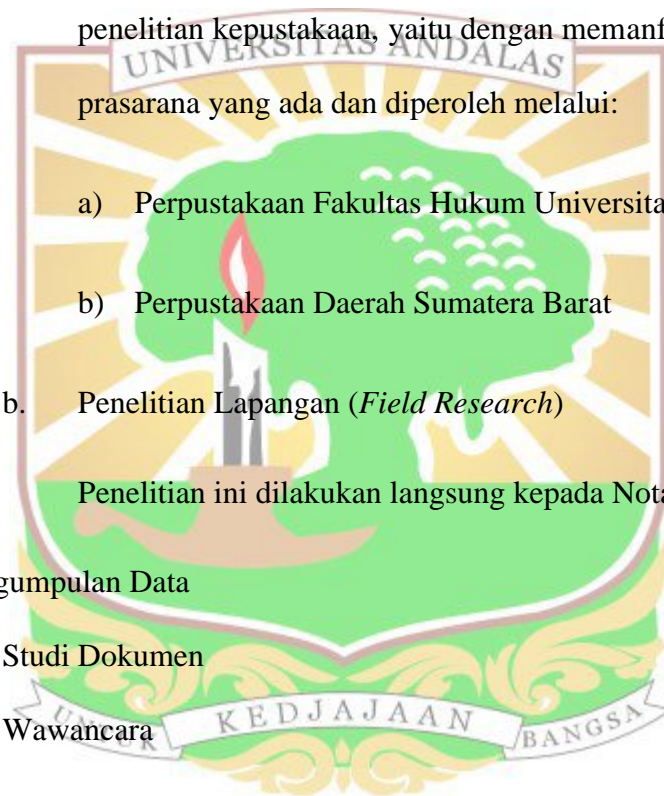 penelitian kepustakaan, yaitu dengan memanf
UNIVERSITAS ANDALAS
prasarana yang ada dan diperoleh melalui:
a) Perpustakaan Fakultas Hukum Universita
b) Perpustakaan Daerah Sumatera Barat
b. Penelitian Lapangan (Field Research)
Penelitian ini dilakukan langsung kepada Nota
gumpulan Data
Studi Dokumen
Wawancara
UNTUK KEDJAJAAN BANGSA